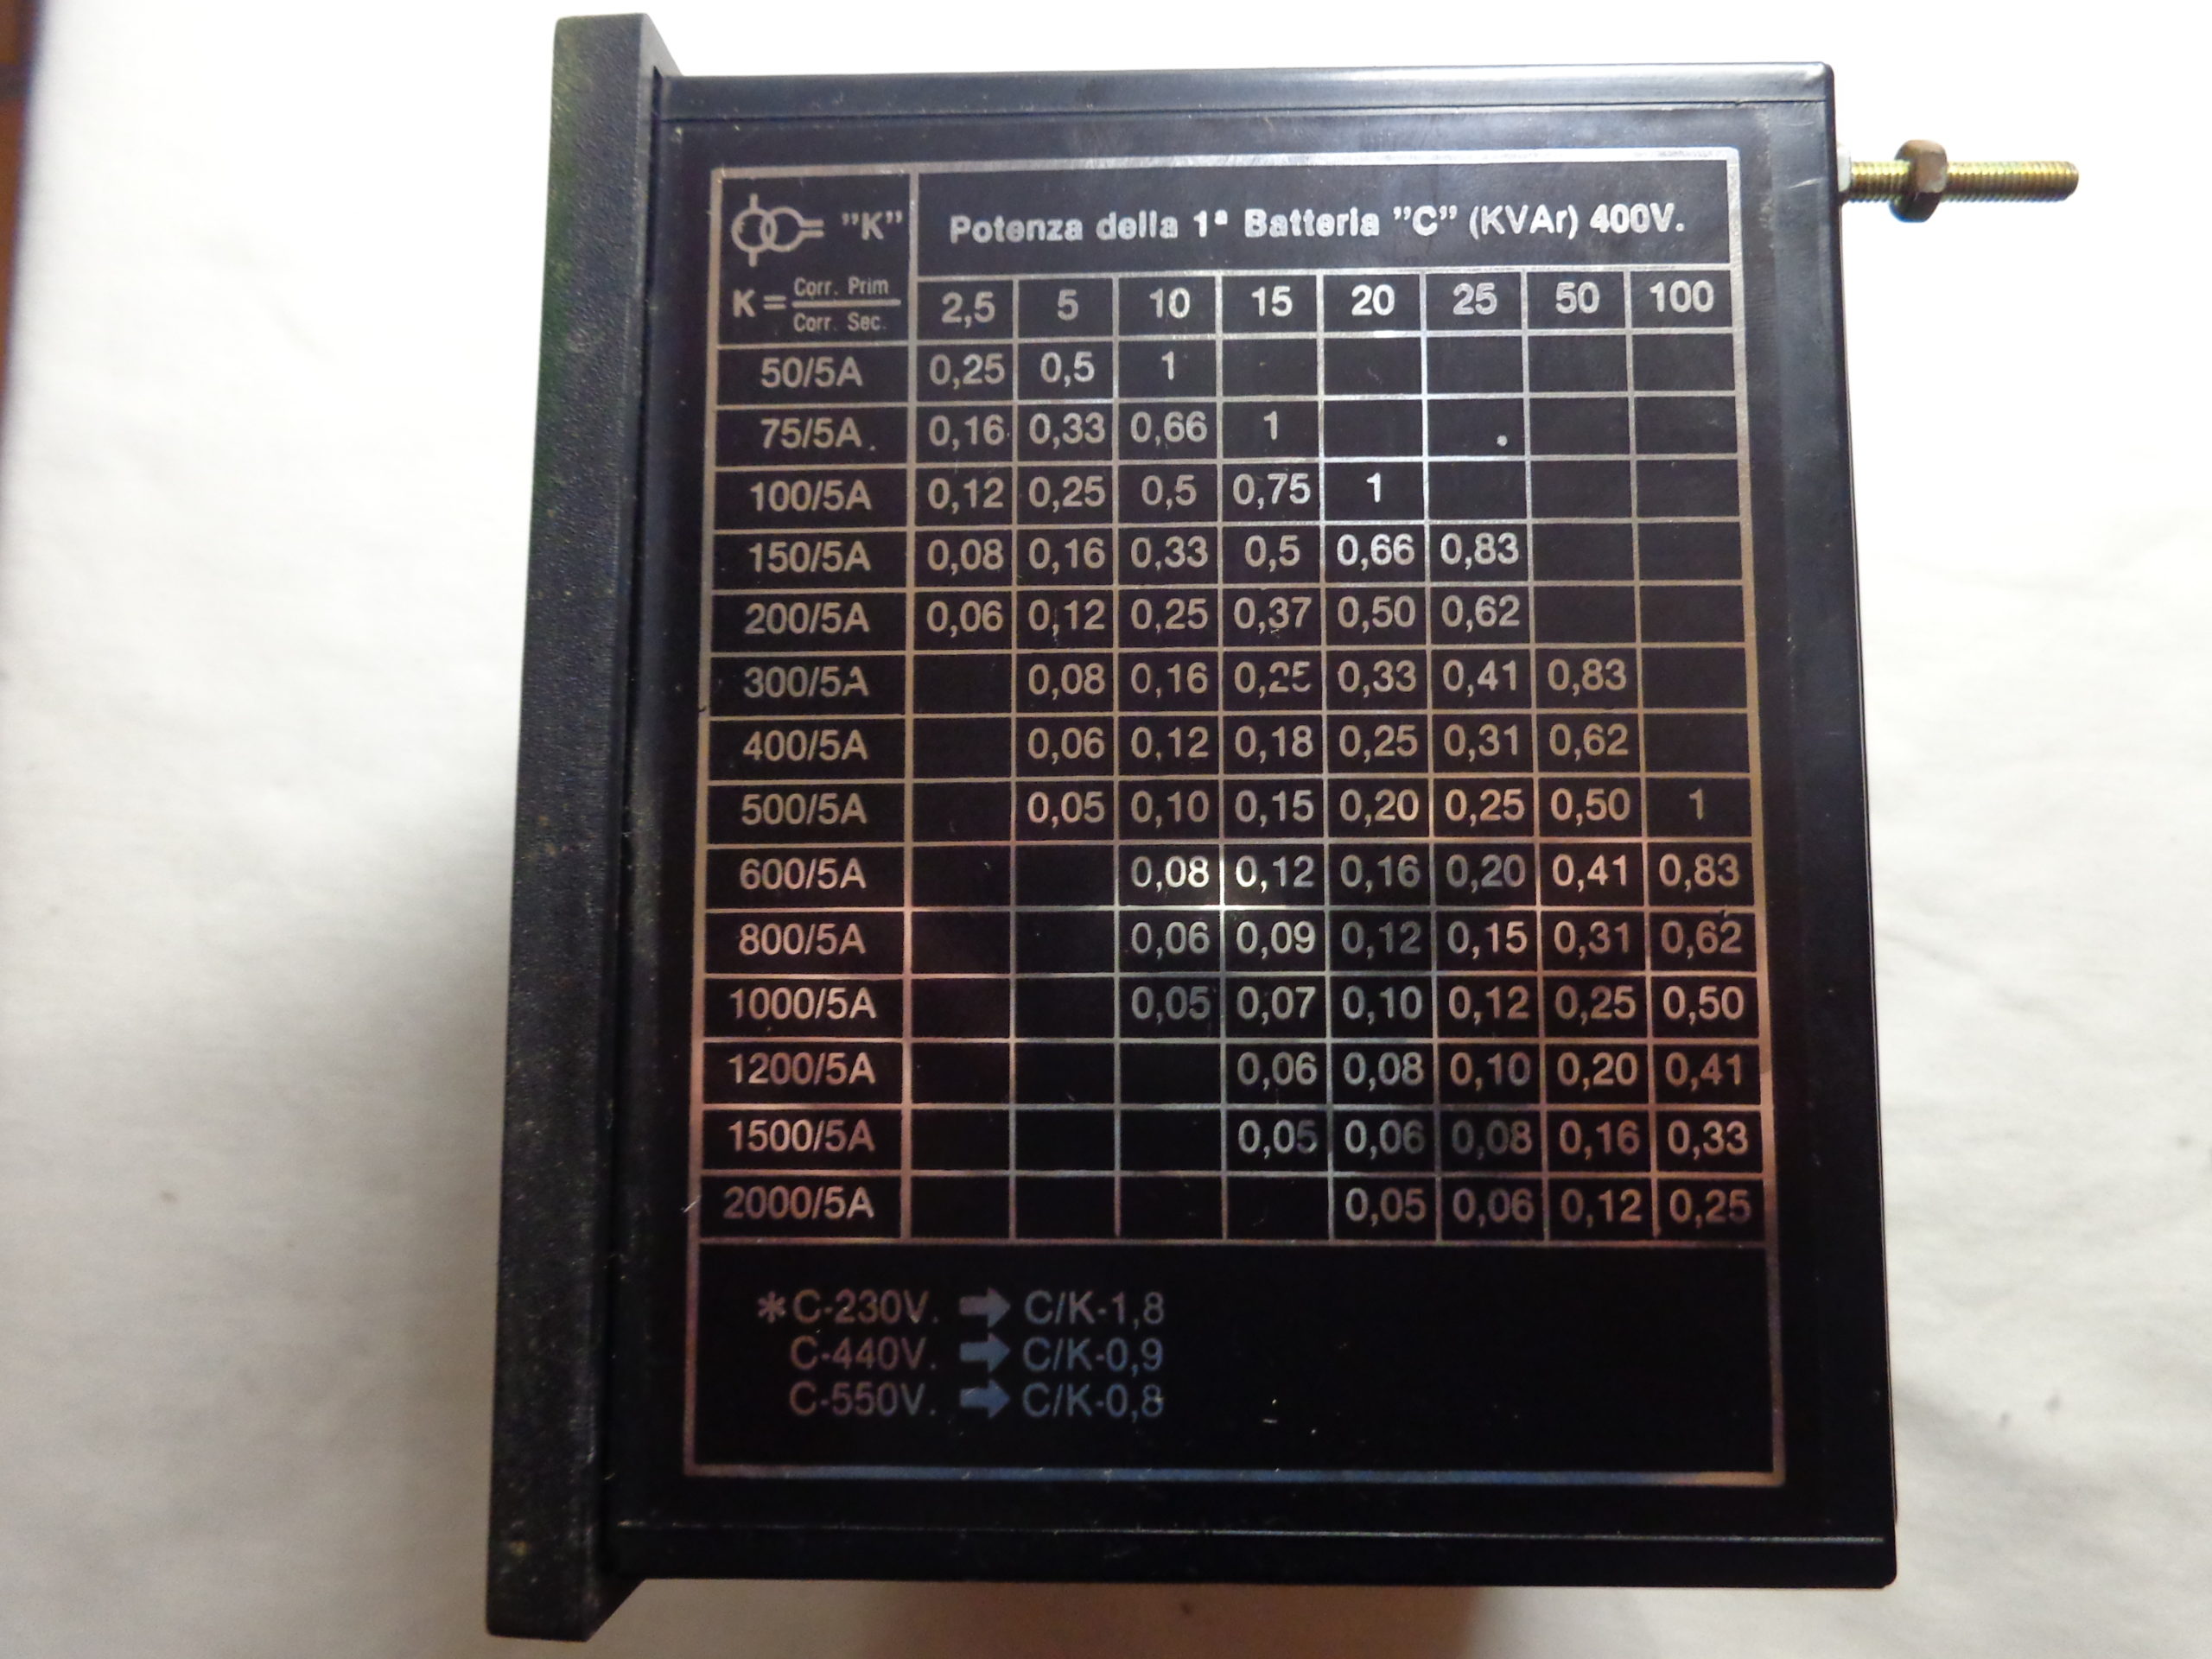 "K" Potenza della 1ª Batteria "C" (KVAr) 400V.
K = Corr. Prim / Corr. Sec. 2,5 5 10 15 20 25 50 100
50/5A 0,25 0,5 1
75/5A 0,16 0,33 0,66 1
100/5A 0,12 0,25 0,5 0,75 1
150/5A 0,08 0,16 0,33 0,5 0,66 0,83
200/5A 0,06 0,12 0,25 0,37 0,50 0,62
300/5A 0,08 0,16 0,25 0,33 0,41 0,83
400/5A 0,06 0,12 0,18 0,25 0,31 0,62
500/5A 0,05 0,10 0,15 0,20 0,25 0,50 1
600/5A 0,08 0,12 0,16 0,20 0,41 0,83
800/5A 0,06 0,09 0,12 0,15 0,31 0,62
1000/5A 0,05 0,07 0,10 0,12 0,25 0,50
1200/5A 0,06 0,08 0,10 0,20 0,41
1500/5A 0,05 0,06 0,08 0,16 0,33
2000/5A 0,05 0,06 0,12 0,25
*C-230V. ➡ C/K-1,8
C-440V. ➡ C/K-0,9
C-550V. ➡ C/K-0,8